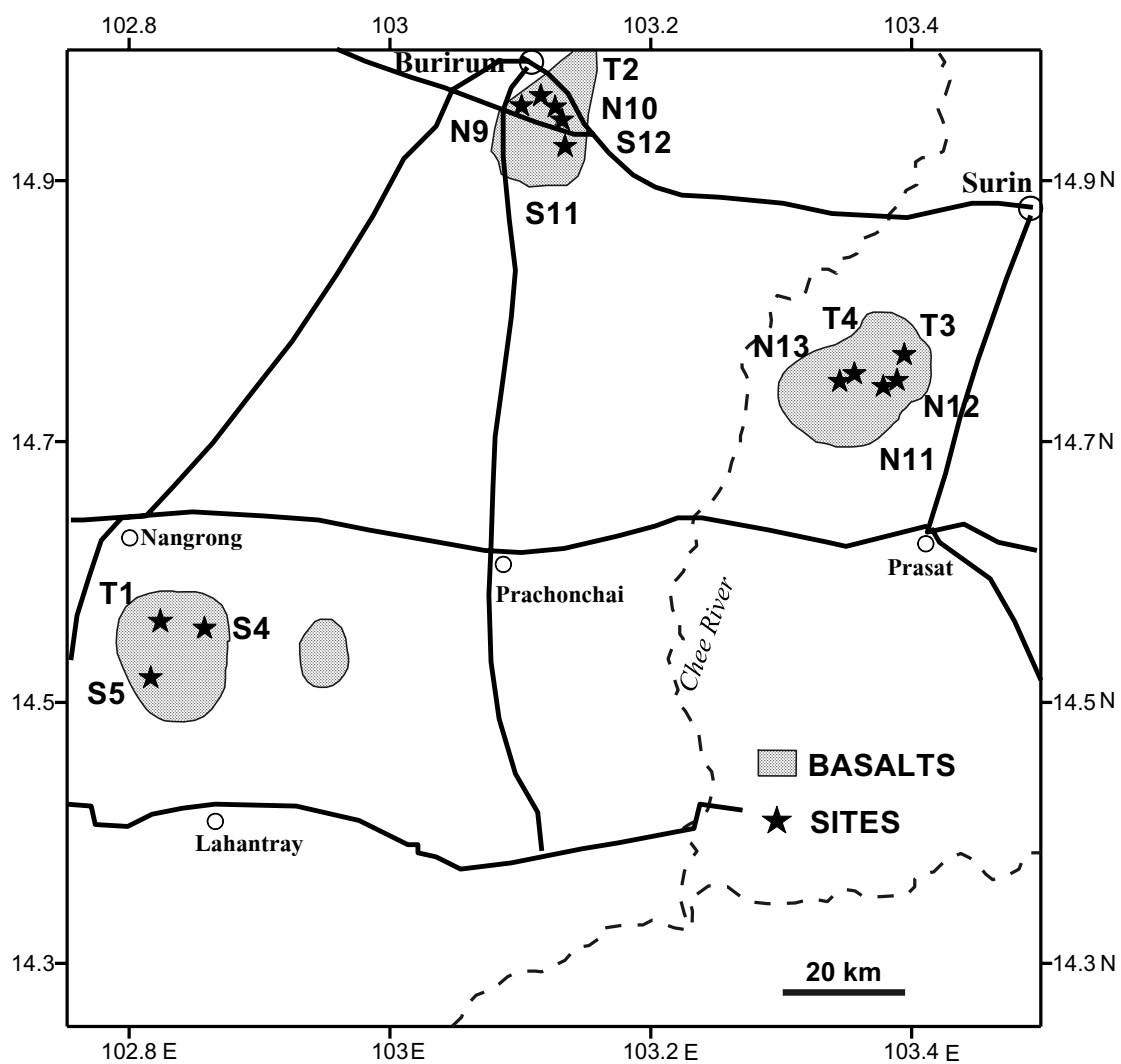 102.8
103
103.2
103.4
Burirum
T2
N10
N9
S12
14.9
14.9 N
Surin
S11
T4
T3
N13
N12
14.7
14.7 N
N11
Nangrong
Prachonchai
Prasat
T1
S4
Chee River
S5
14.5
14.5 N
BASALTS
SITES
Lahantray
14.3
14.3 N
20 km
102.8 E
103E
103.2 E
103.4 E